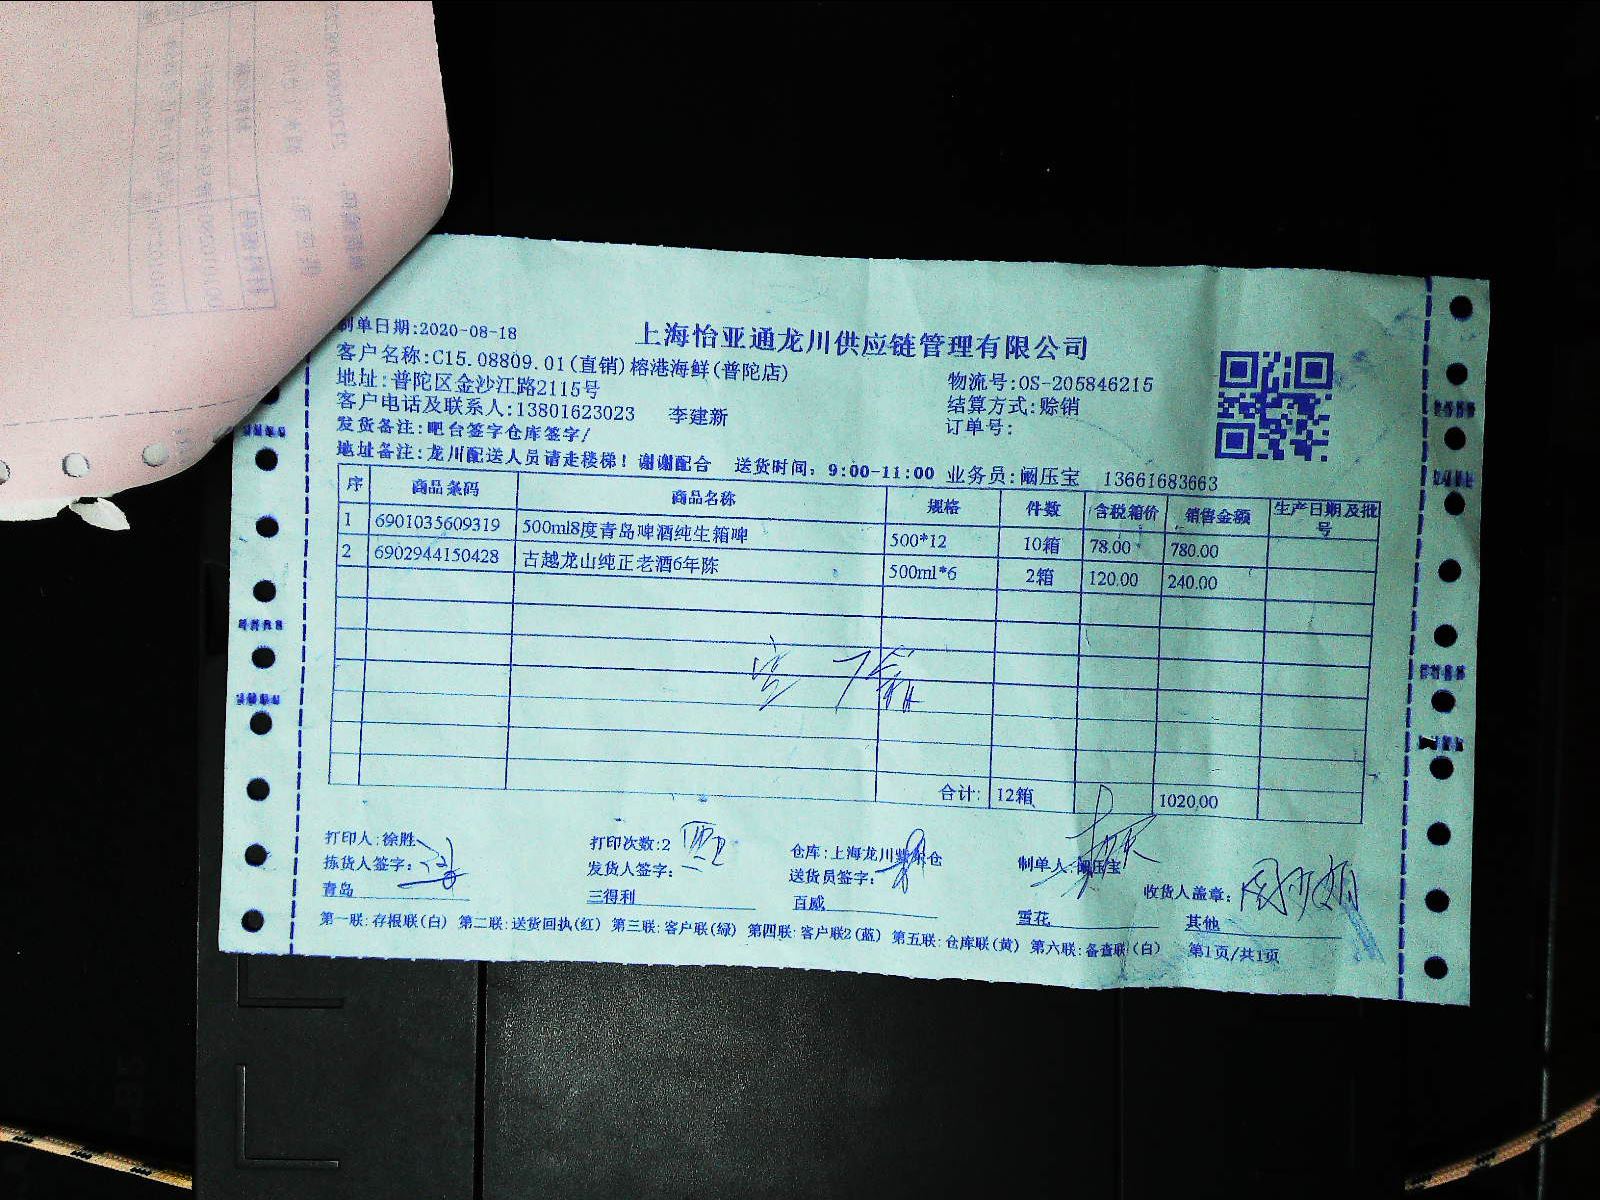 上海怡亚通龙川供应链管理有限公司
制单日期:2020-08-18
客户名称:C15.08809.01(直销)榕港海鲜(普陀店)
地址:普陀区金沙江路2115号 物流号:OS-205846215
客户电话及联系人:13801623023 李建新 结算方式:赊销
发货备注:吧台签字仓库签字/ 订单号:
地址备注:龙川配送人员请走楼梯!谢谢配合 送货时间:9:00-11:00 业务员:阚压宝 13661683663
序 商品条码 商品名称 规格 件数 含税箱价 销售金额 生产日期及批号
1 6901035609319 500ml8度青岛啤酒纯生箱啤 500*12 10箱 78.00 780.00
2 6902944150428 古越龙山纯正老酒6年陈 500ml*6 2箱 120.00 240.00
合计: 12箱 1020.00
打印人:徐胜 打印次数:2 仓库:上海龙川 仓 制单人:阚压宝
拣货人签字: 发货人签字: 送货员签字: 收货人盖章:
青岛 三得利 百威 雪花 其他
第一联:存根联(白) 第二联:送货回执(红) 第三联:客户联(绿) 第四联:客户联2(蓝) 第五联:仓库联(黄) 第六联:备查联(白) 第1页/共1页